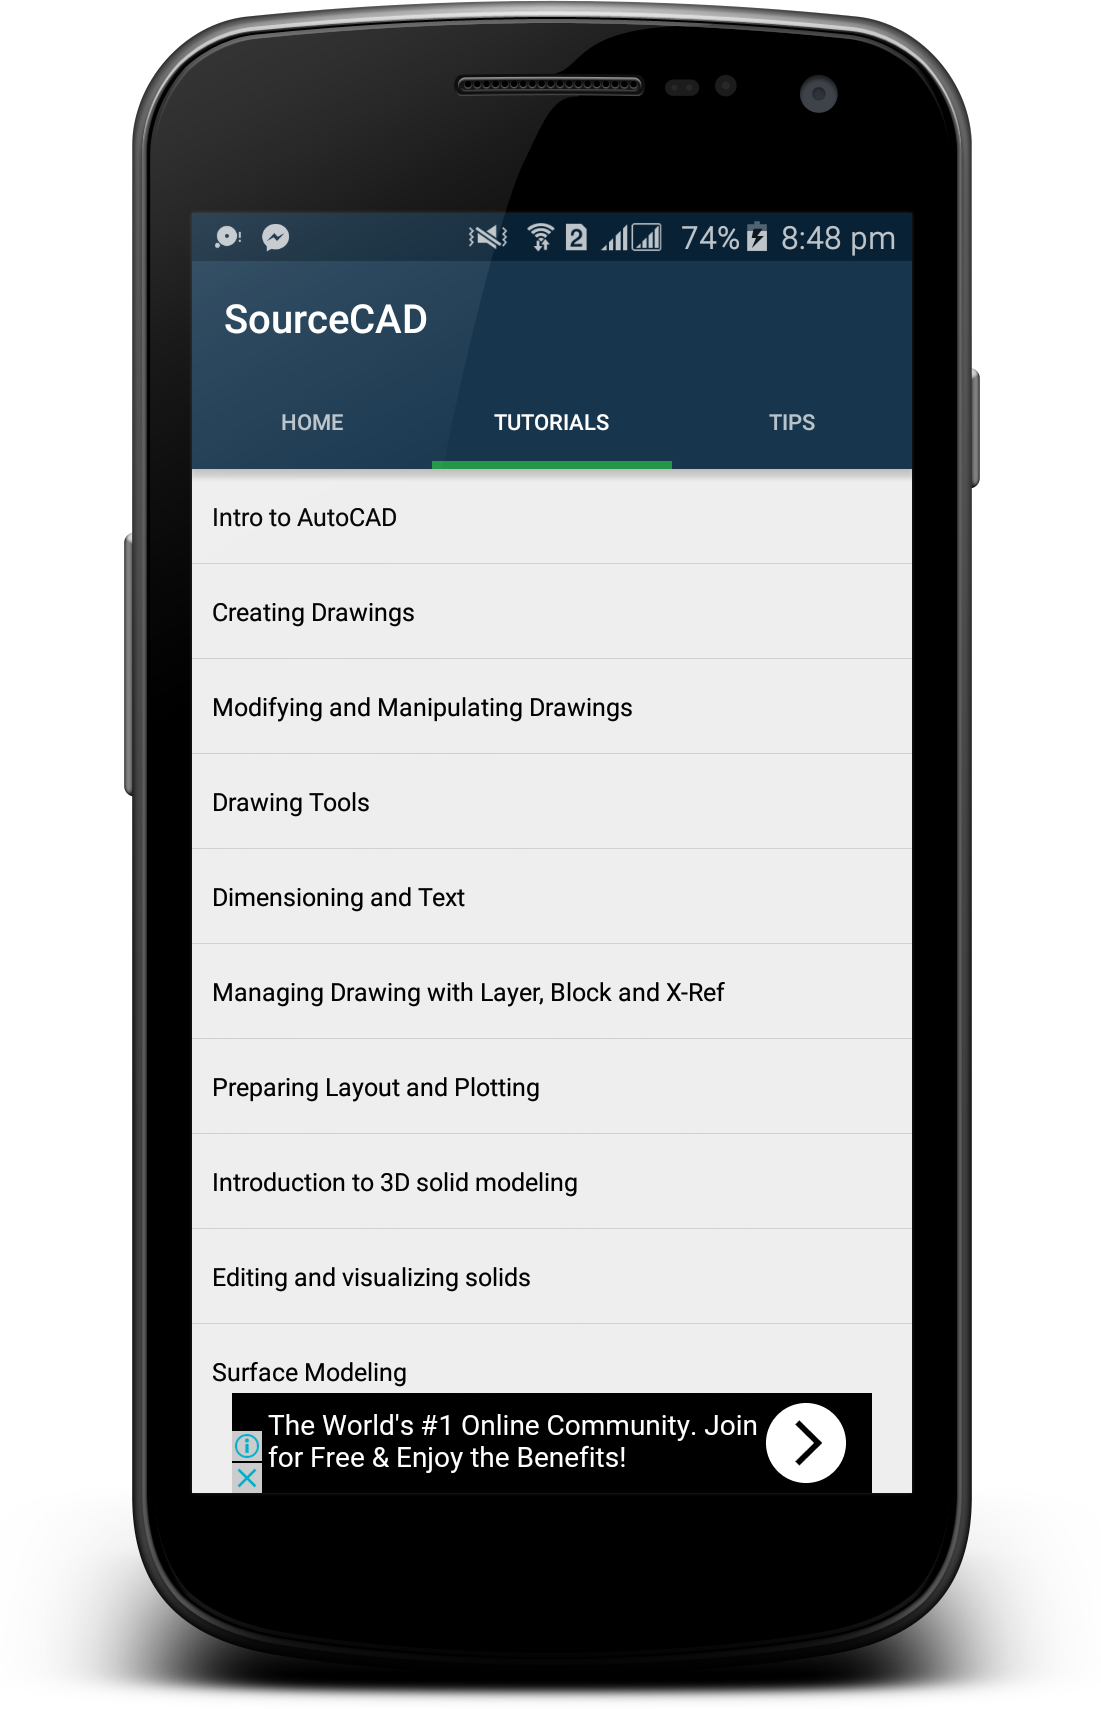 2 74% 8:48 pm
SourceCAD
HOME TUTORIALS TIPS
Intro to AutoCAD
Creating Drawings
Modifying and Manipulating Drawings
Drawing Tools
Dimensioning and Text
Managing Drawing with Layer, Block and X-Ref
Preparing Layout and Plotting
Introduction to 3D solid modeling
Editing and visualizing solids
Surface Modeling
The World's #1 Online Community. Join
for Free & Enjoy the Benefits!